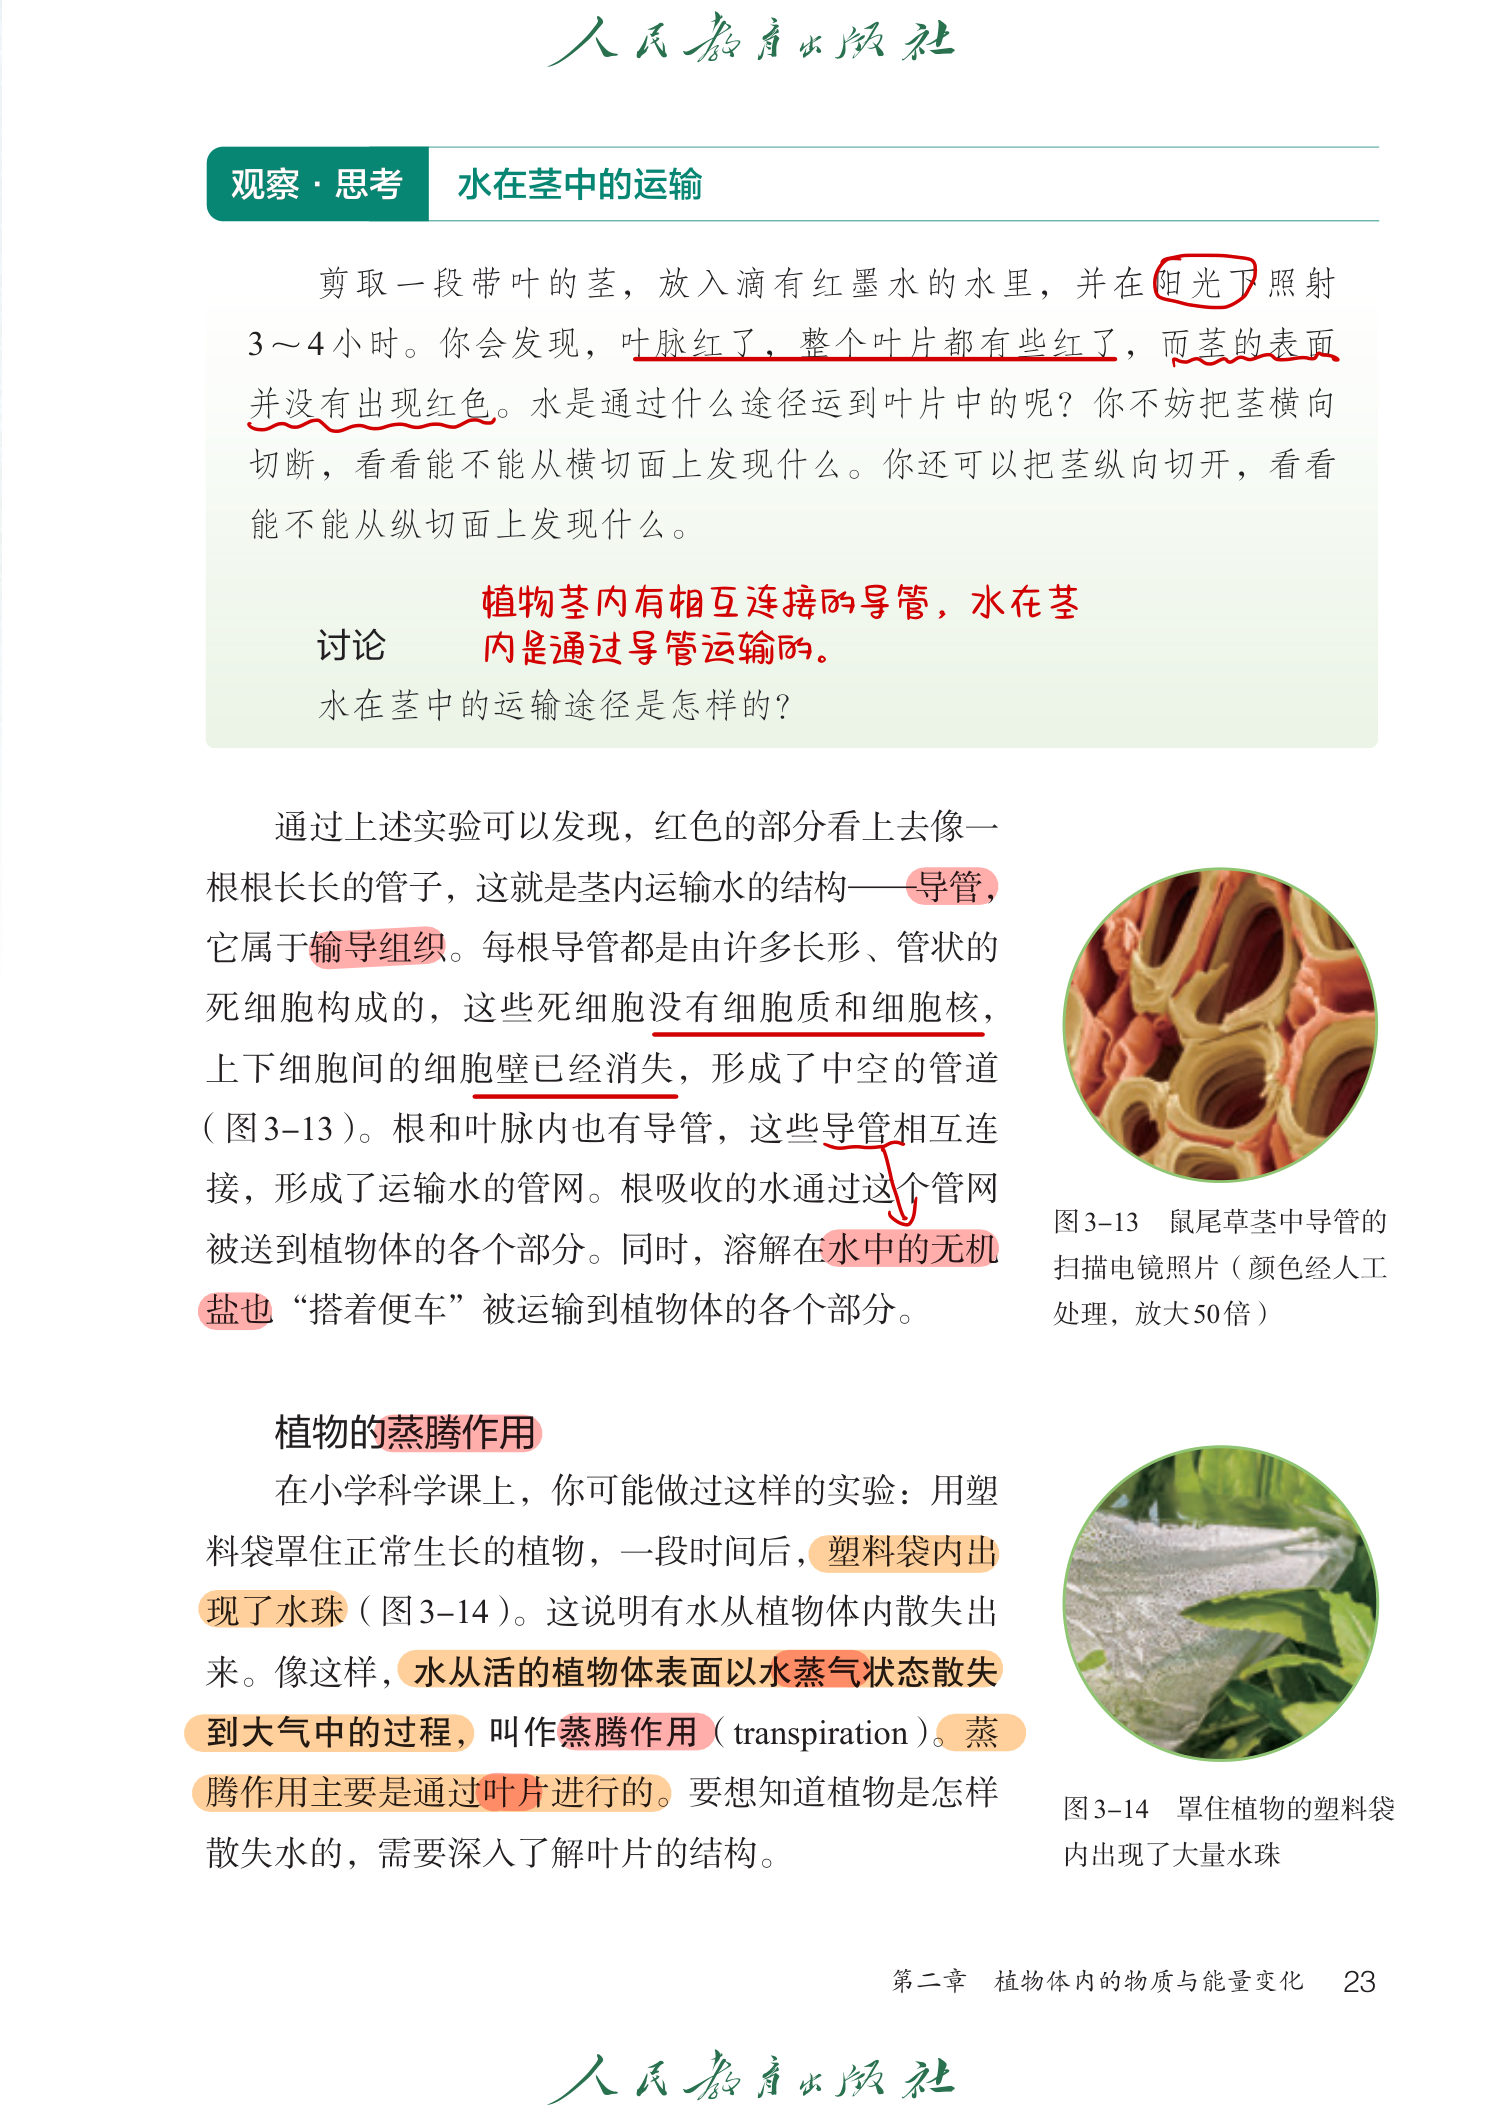 人民教育出版社
观察·思考 水在茎中的运输
剪取一段带叶的茎，放入滴有红墨水的水里，并在阳光下照射
3～4小时。你会发现，叶脉红了，整个叶片都有些红了，而茎的表面
并没有出现红色。水是通过什么途径运到叶片中的呢？你不妨把茎横向
切断，看看能不能从横切面上发现什么。你还可以把茎纵向切开，看看
能不能从纵切面上发现什么。
植物茎内有相互连接的导管，水在茎
内是通过导管运输的。
讨论
水在茎中的运输途径是怎样的？
通过上述实验可以发现，红色的部分看上去像一
根根长长的管子，这就是茎内运输水的结构——导管，
它属于输导组织。每根导管都是由许多长形、管状的
死细胞构成的，这些死细胞没有细胞质和细胞核，
上下细胞间的细胞壁已经消失，形成了中空的管道
（图3-13）。根和叶脉内也有导管，这些导管相互连
接，形成了运输水的管网。根吸收的水通过这个管网
被送到植物体的各个部分。同时，溶解在水中的无机
盐也“搭着便车”被运输到植物体的各个部分。
图3-13 鼠尾草茎中导管的
扫描电镜照片（颜色经人工
处理，放大50倍）
植物的蒸腾作用
在小学科学课上，你可能做过这样的实验：用塑
料袋罩住正常生长的植物，一段时间后，塑料袋内出
现了水珠（图3-14）。这说明有水从植物体内散失出
来。像这样，水从活的植物体表面以水蒸气状态散失
到大气中的过程，叫作蒸腾作用（transpiration）。蒸
腾作用主要是通过叶片进行的。要想知道植物是怎样
散失水的，需要深入了解叶片的结构。
图3-14 罩住植物的塑料袋
内出现了大量水珠
第二章 植物体内的物质与能量变化 23
人民教育出版社